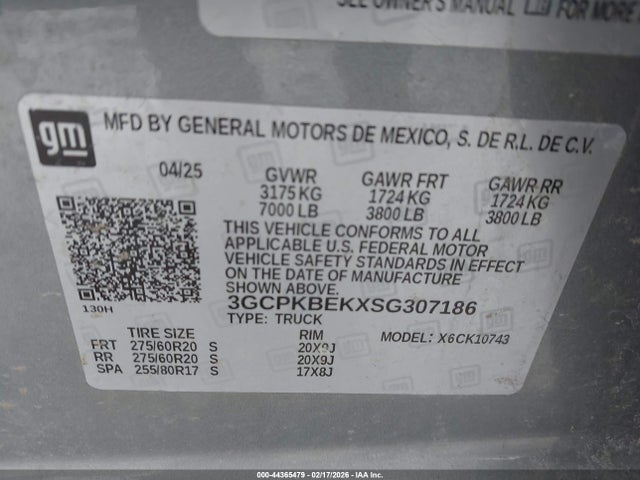 SEE OWNER'S MANUAL FOR MORE
gm
MFD BY GENERAL MOTORS DE MEXICO, S. DE R.L. DE C.V.
04/25
GVWR GAWR FRT GAWR RR
3175 KG 1724 KG 1724 KG
7000 LB 3800 LB 3800 LB
THIS VEHICLE CONFORMS TO ALL
APPLICABLE U.S. FEDERAL MOTOR
VEHICLE SAFETY STANDARDS IN EFFECT
ON THE DATE OF MANUFACTURE
SHOWN ABOVE.
130H
3GCPKBEKXSG307186
TYPE: TRUCK MODEL: X6CK10743
TIRE SIZE RIM
FRT 275/60R20 S 20X9J
RR 275/60R20 S 20X9J
SPA 255/80R17 S 17X8J
000-44365479 - 02/17/2026 - IAA Inc.